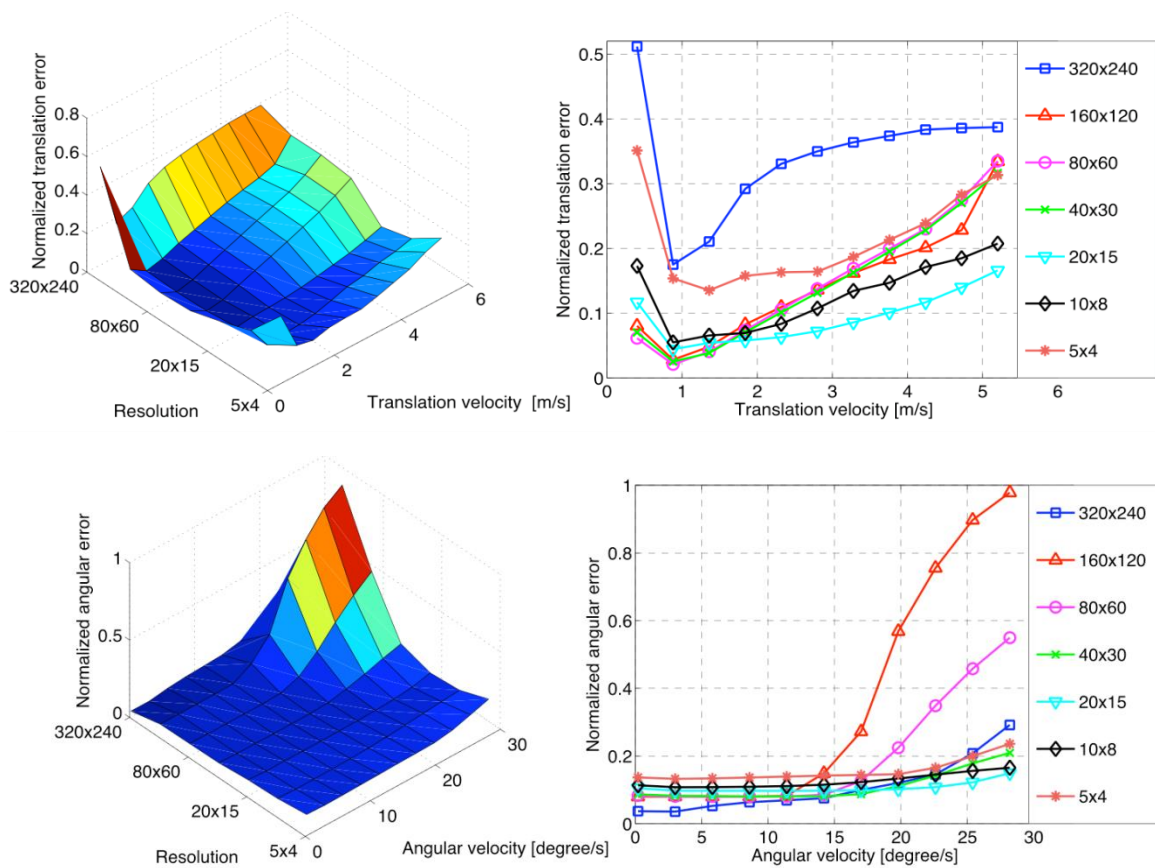 Normalized translation error
0.8
0.6
0.4
0.2
0
320x240
80x60
20x15
5x4
Resolution
0
2
4
6
Translation velocity [m/s]
Normalized translation error
0.5
0.4
0.3
0.2
0.1
0
0
1
2
3
4
5
6
Translation velocity [m/s]
320x240
160x120
80x60
40x30
20x15
10x8
5x4
Normalized angular error
1
0.5
0
320x240
80x60
20x15
5x4
Resolution
0
10
20
30
Angular velocity [degree/s]
Normalized angular error
1
0.8
0.6
0.4
0.2
0
0
5
10
15
20
25
30
Angular velocity [degree/s]
320x240
160x120
80x60
40x30
20x15
10x8
5x4